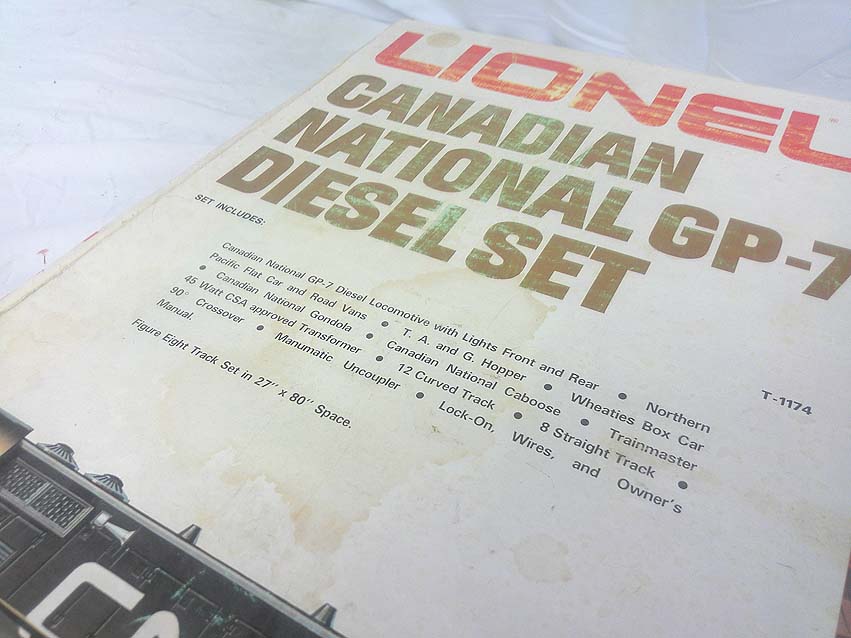 LIONEL
CANADIAN
NATIONAL GP-7
DIESEL SET
SET INCLUDES: T-1174
Canadian National GP-7 Diesel Locomotive with Lights Front and Rear ● Northern
Pacific Flat Car and Road Vans ● T. A. and G. Hopper ● Wheaties Box Car
● Canadian National Gondola ● Canadian National Caboose ● Trainmaster
45 Watt CSA approved Transformer ● 12 Curved Track ● 8 Straight Track ●
90° Crossover ● Manumatic Uncoupler ● Lock-On, Wires, and Owner's
Manual.
Figure Eight Track Set in 27" x 80" Space.